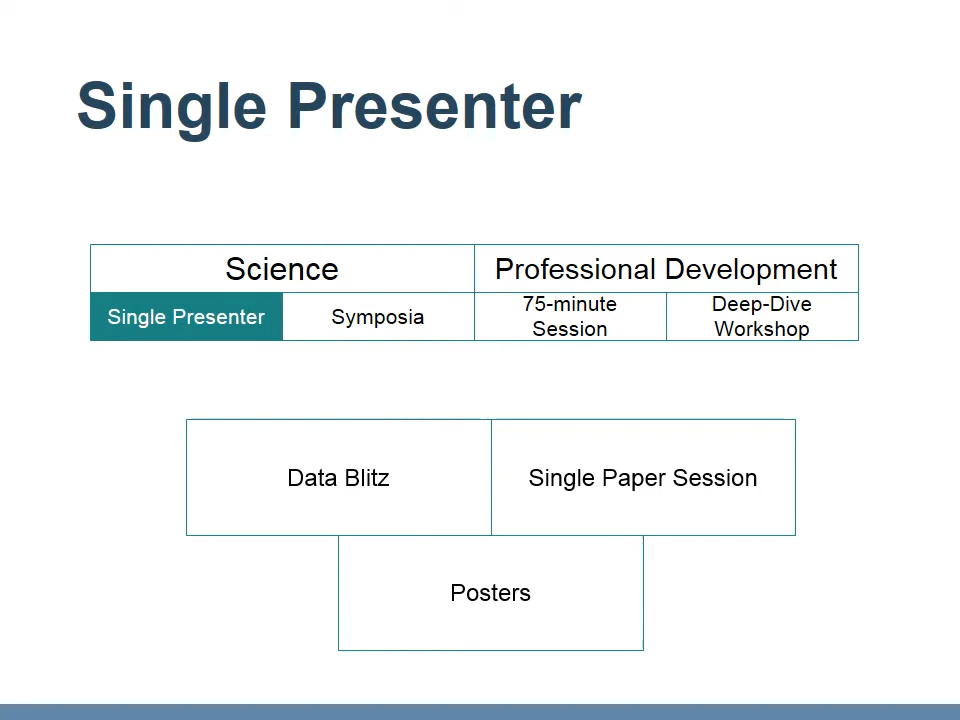 Single Presenter
Science
Professional Development
Single Presenter
Symposia
75-minute
Session
Deep-Dive
Workshop
Data Blitz
Single Paper Session
Posters